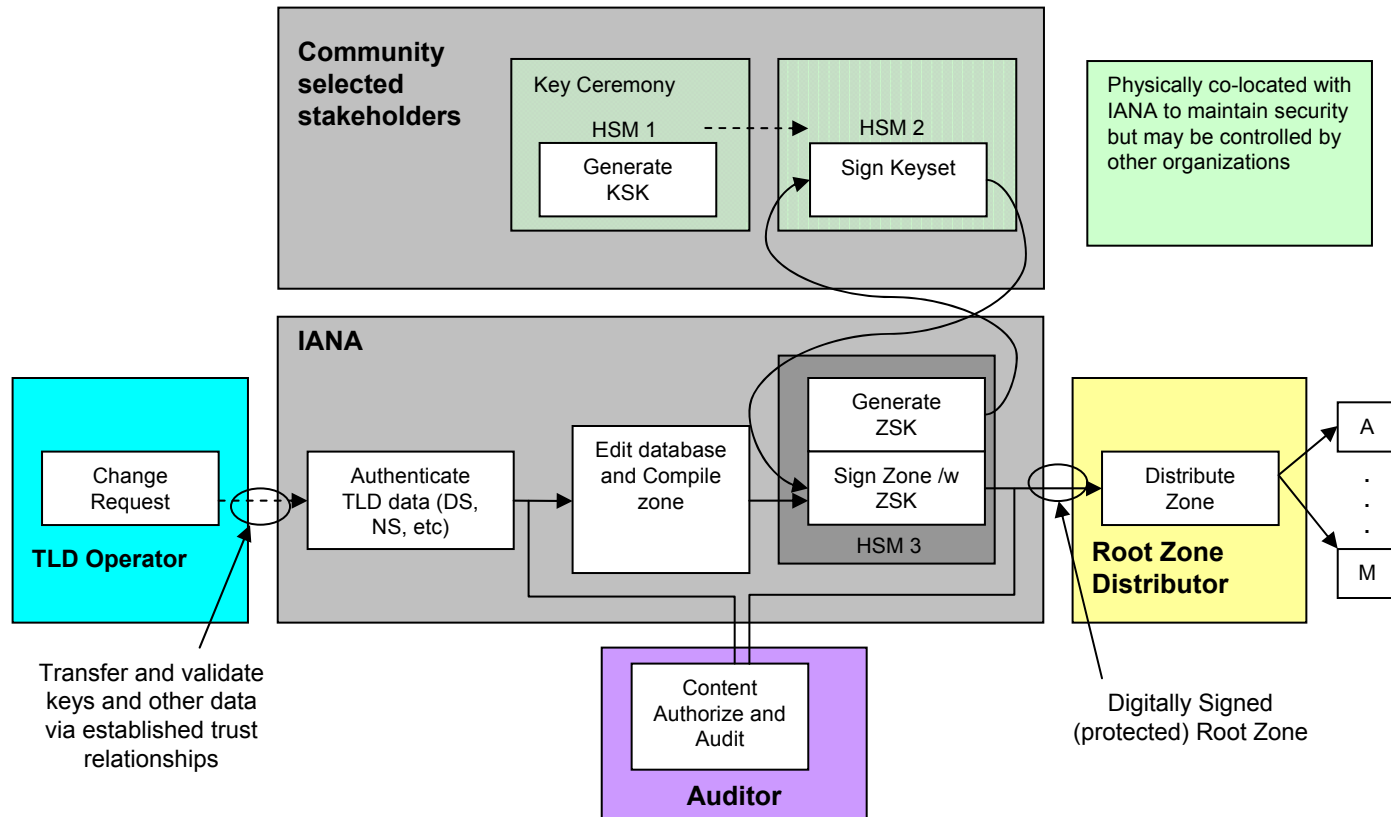 Community
selected
stakeholders
Key Ceremony
HSM 1
Generate
KSK
HSM 2
Sign Keyset
Physically co-located with
IANA to maintain security
but may be controlled by
other organizations
IANA
Change
Request
TLD Operator
Authenticate
TLD data (DS,
NS, etc)
Edit database
and Compile
zone
Generate
ZSK
Sign Zone /w
ZSK
HSM 3
Distribute
Zone
Root Zone
Distributor
A
.
.
.
.
M
Transfer and validate
keys and other data
via established trust
relationships
Content
Authorize and
Audit
Auditor
Digitally Signed
(protected) Root Zone